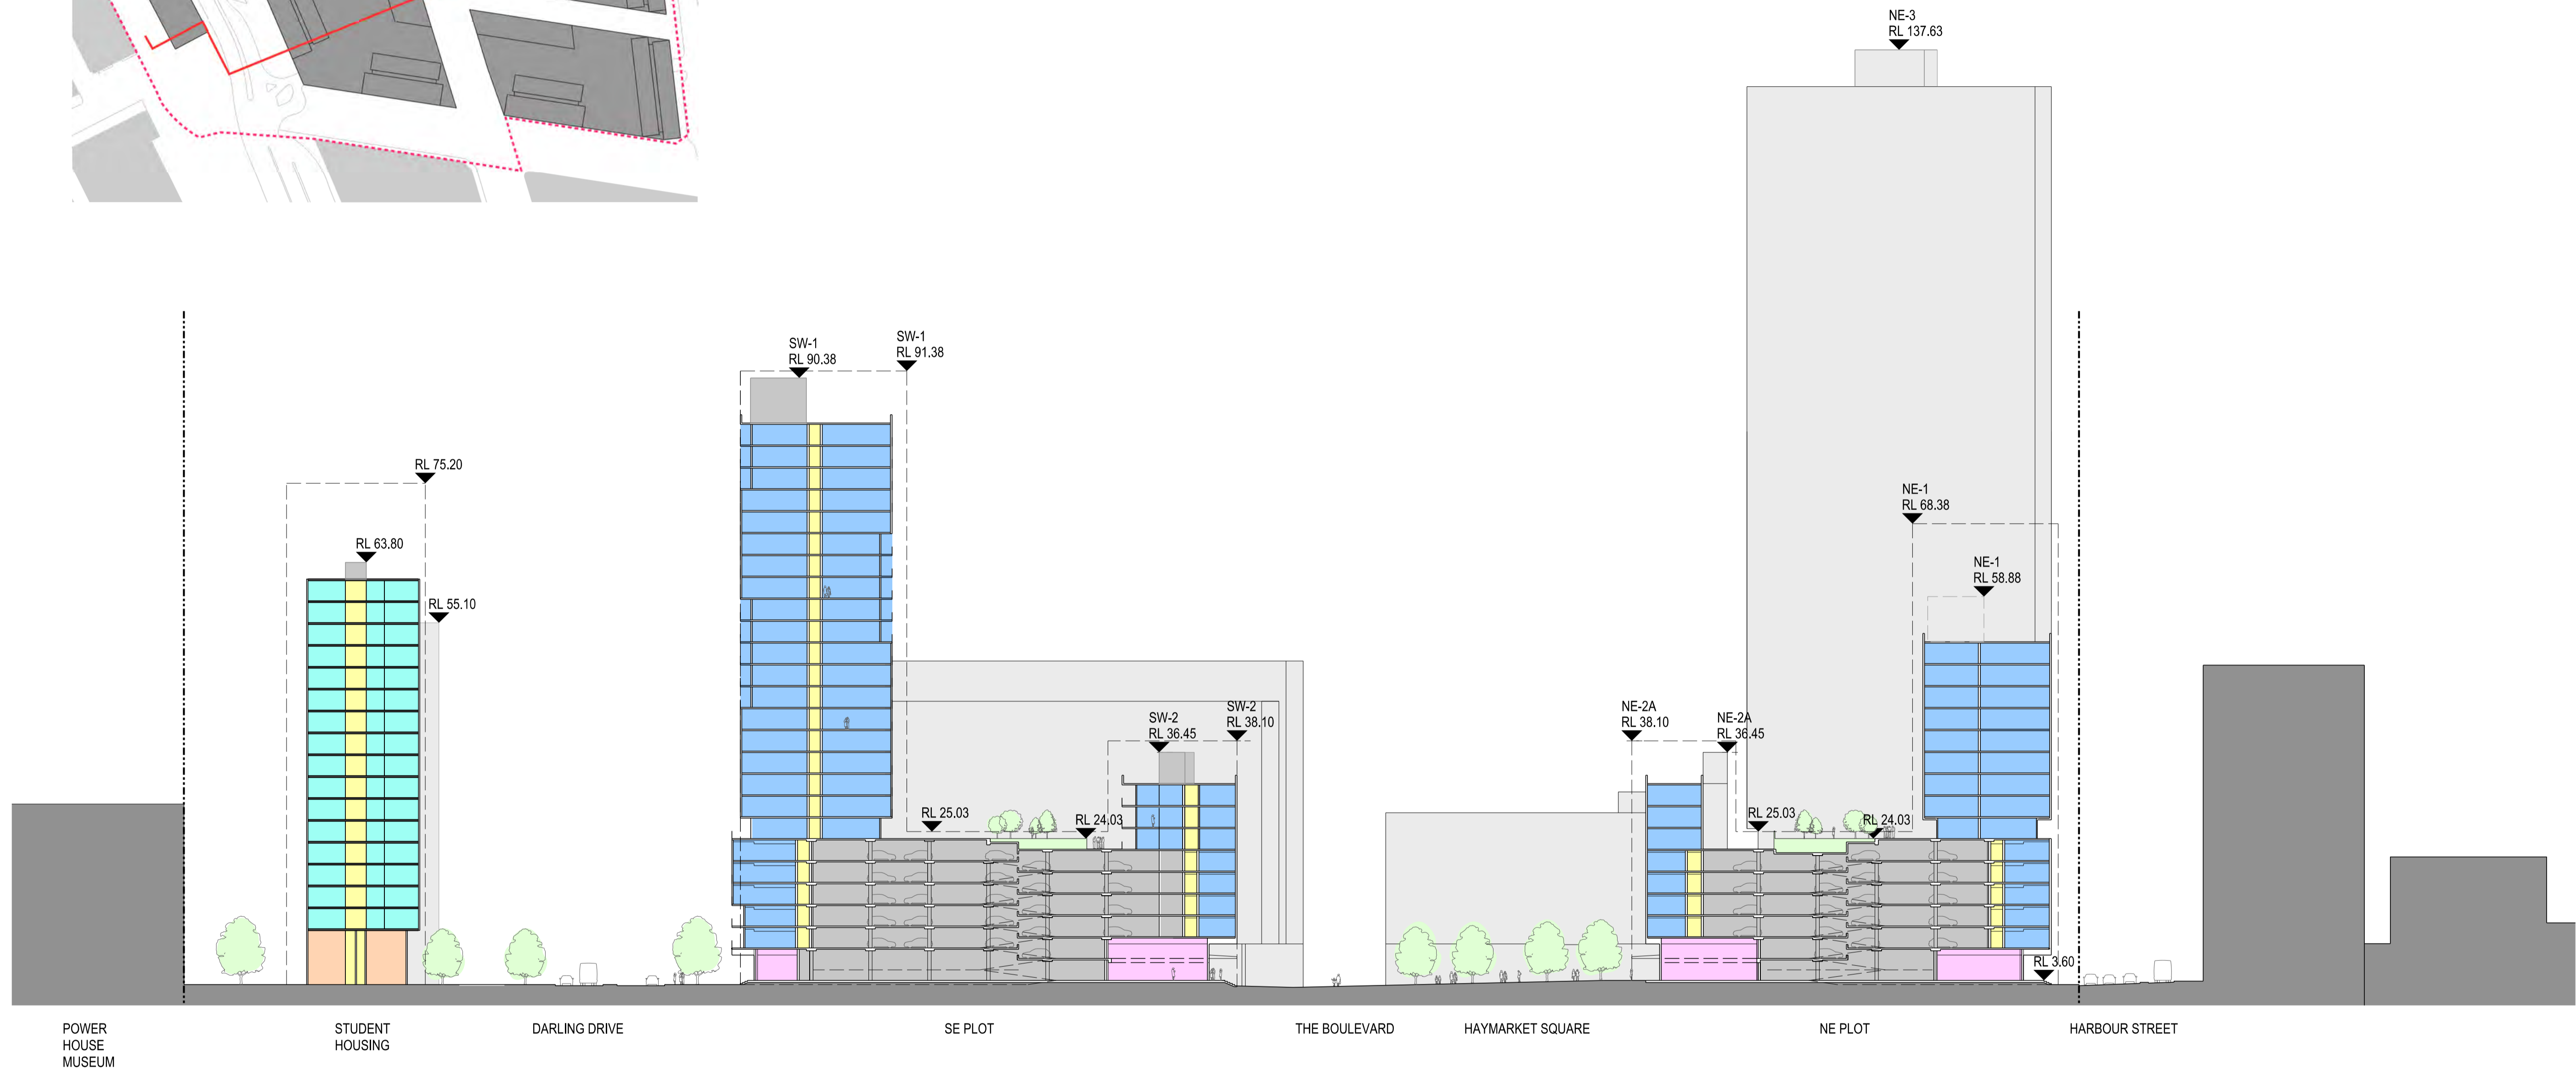 NE-3
RL 137.63
SW-1
RL 90.38
SW-1
RL 91.38
RL 75.20
NE-1
RL 68.38
RL 63.80
NE-1
RL 58.88
RL 55.10
SW-2
RL 36.45
SW-2
RL 38.10
NE-2A
RL 38.10
NE-2A
RL 36.45
RL 25.03
RL 24.03
RL 25.03
RL 24.03
RL 3.60
POWER
HOUSE
MUSEUM
STUDENT
HOUSING
DARLING DRIVE
SE PLOT
THE BOULEVARD
HAYMARKET SQUARE
NE PLOT
HARBOUR STREET